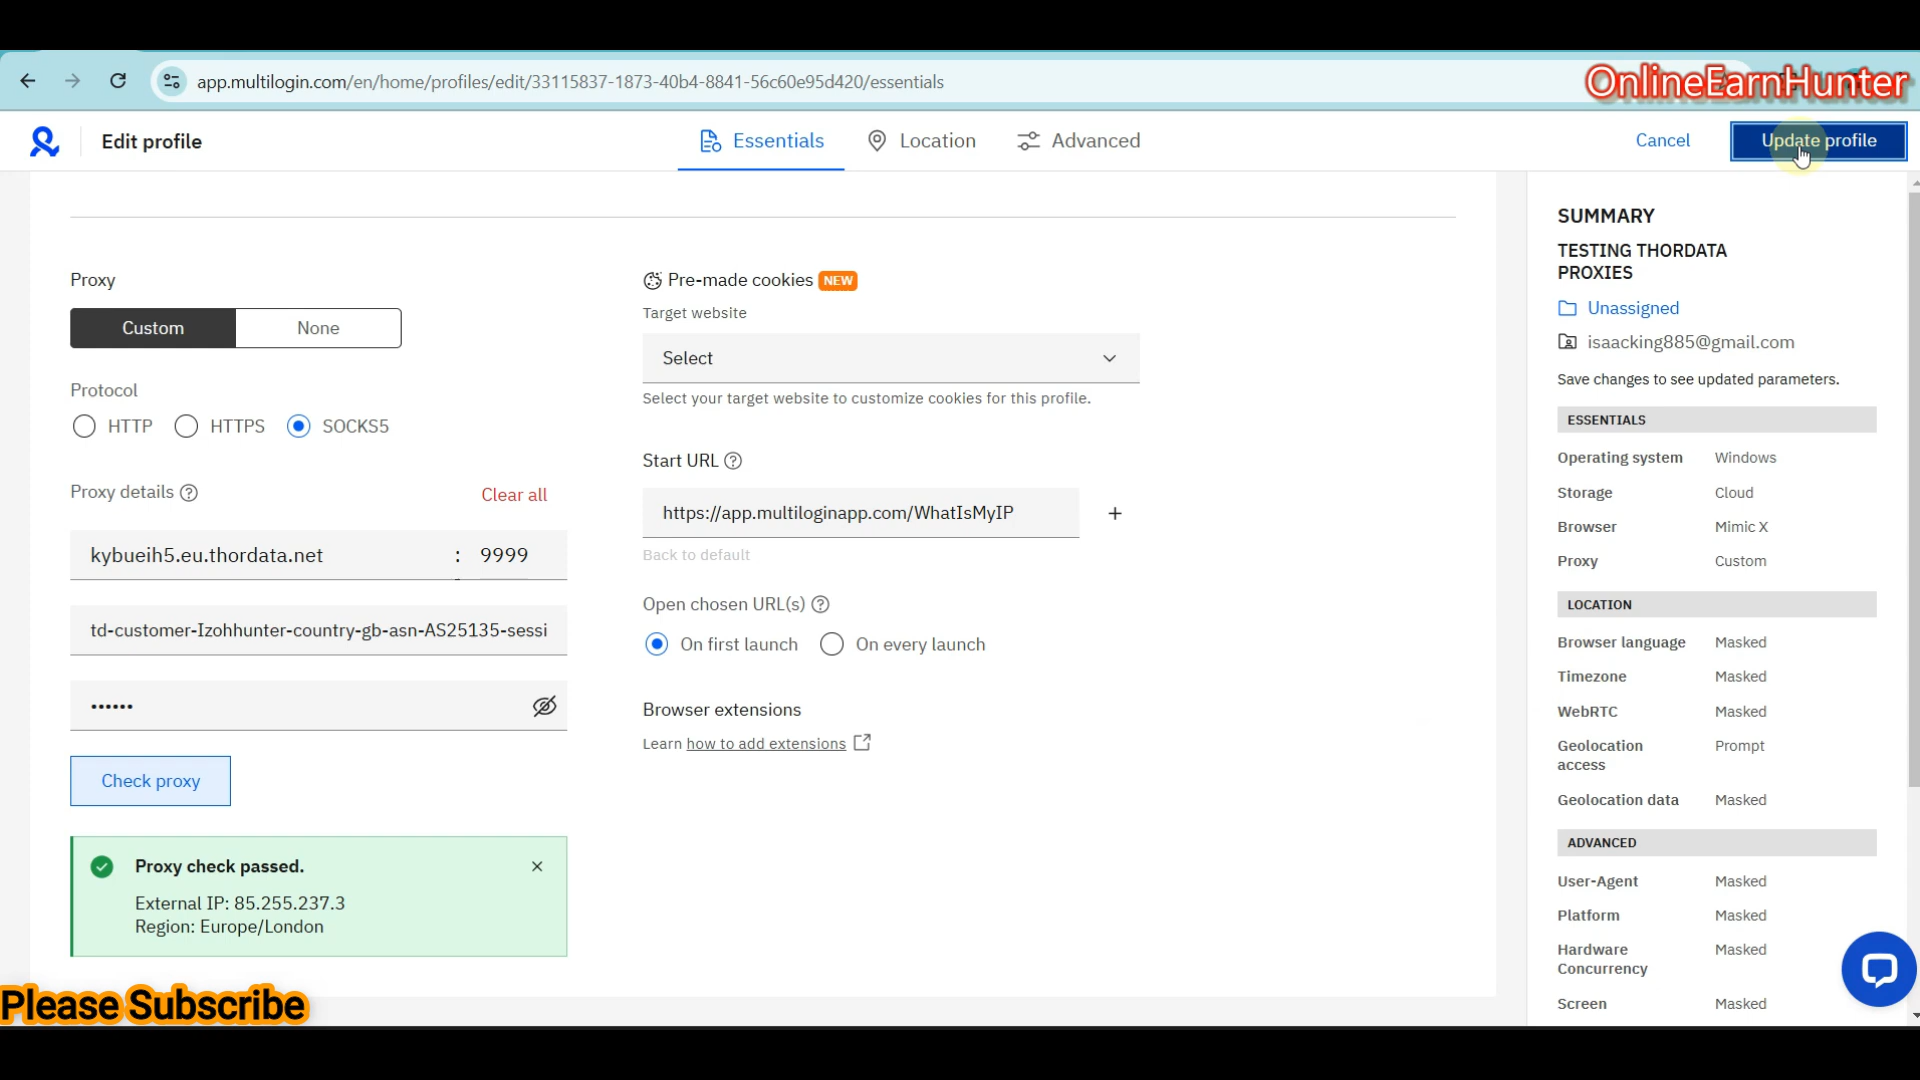 app.multilogin.com/en/home/profiles/edit/33115837-1873-40b4-8841-56c60e95d420/essentials
OnlineEarnHunter
Edit profile
Essentials
Location
Advanced
Cancel
Update profile
Proxy
Custom
None
Protocol
HTTP
HTTPS
SOCKS5
Proxy details
Clear all
kybueih5.eu.thordata.net : 9999
td-customer-Izohhunter-country-gb-asn-AS25135-sessi
••••••
Check proxy
Proxy check passed.
External IP: 85.255.237.3
Region: Europe/London
Pre-made cookies NEW
Target website
Select
Select your target website to customize cookies for this profile.
Start URL
https://app.multiloginapp.com/WhatIsMyIP
Back to default
Open chosen URL(s)
On first launch
On every launch
Browser extensions
Learn how to add extensions
SUMMARY
TESTING THORDATA
PROXIES
Unassigned
isaacking885@gmail.com
Save changes to see updated parameters.
ESSENTIALS
Operating system Windows
Storage Cloud
Browser Mimic X
Proxy Custom
LOCATION
Browser language Masked
Timezone Masked
WebRTC Masked
Geolocation access Prompt
Geolocation data Masked
ADVANCED
User-Agent Masked
Platform Masked
Hardware Concurrency Masked
Screen Masked
Please Subscribe